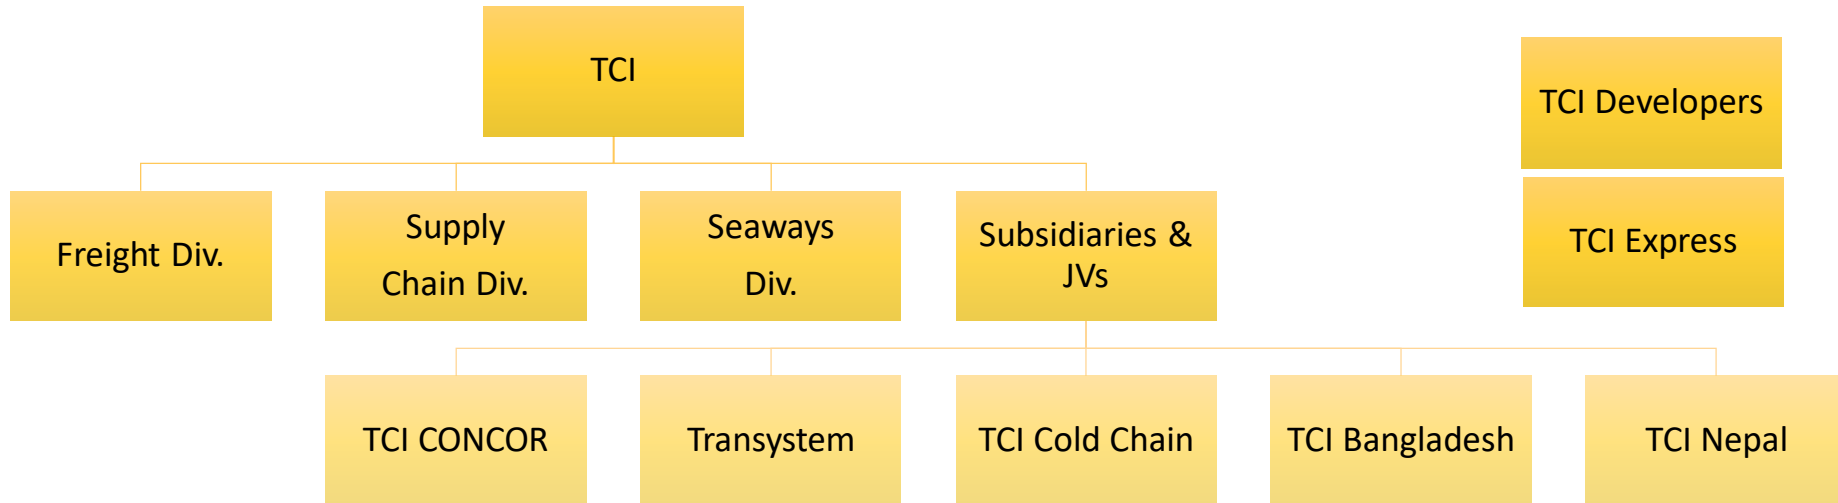 TCI
TCI Developers
Freight Div.
Supply
Chain Div.
Seaways
Div.
Subsidiaries &
JVs
TCI Express
TCI CONCOR
Transystem
TCI Cold Chain
TCI Bangladesh
TCI Nepal